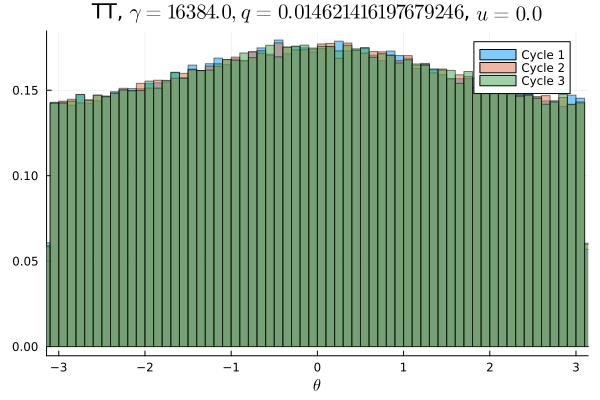 TT, γ = 16384.0, q = 0.014621416197679246, u = 0.0
Cycle 1
Cycle 2
Cycle 3
0.15
0.10
0.05
0.00
−3 −2 −1 0 1 2 3
θ